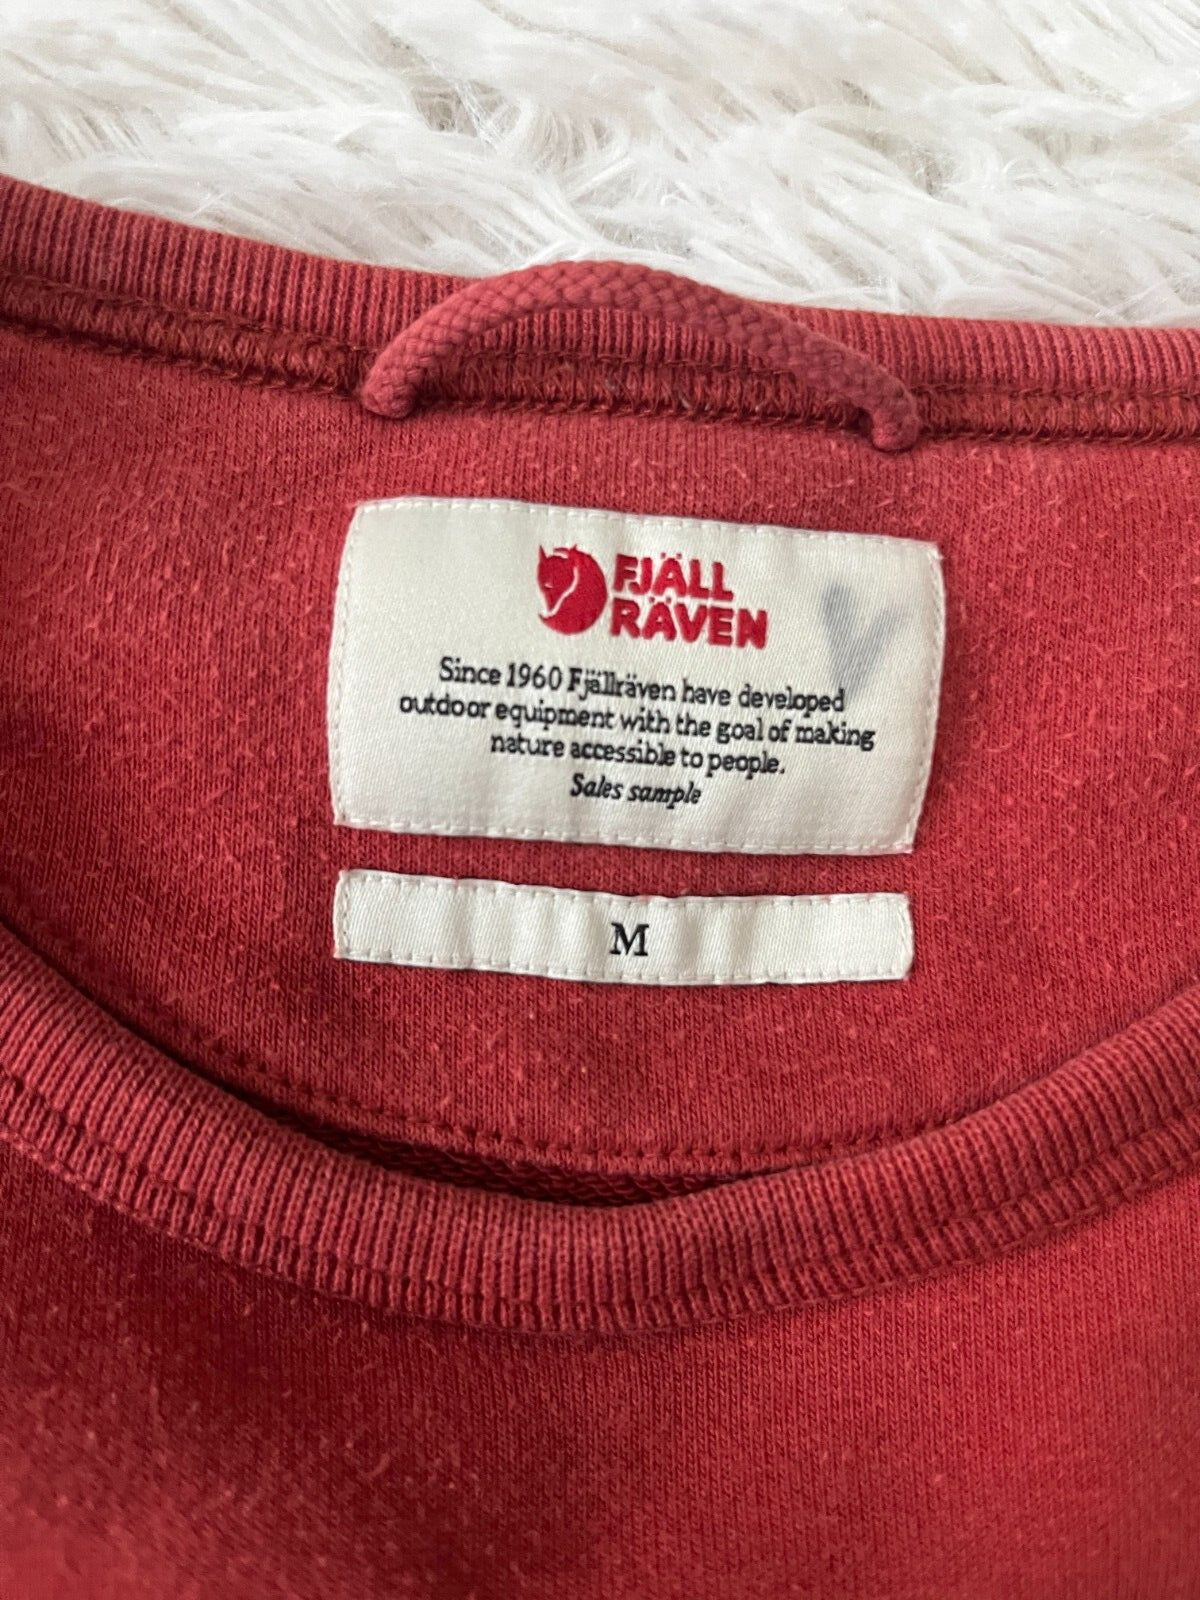 FJÄLL
RÄVEN
Since 1960 Fjällräven have developed
outdoor equipment with the goal of making
nature accessible to people.
Sales sample
M